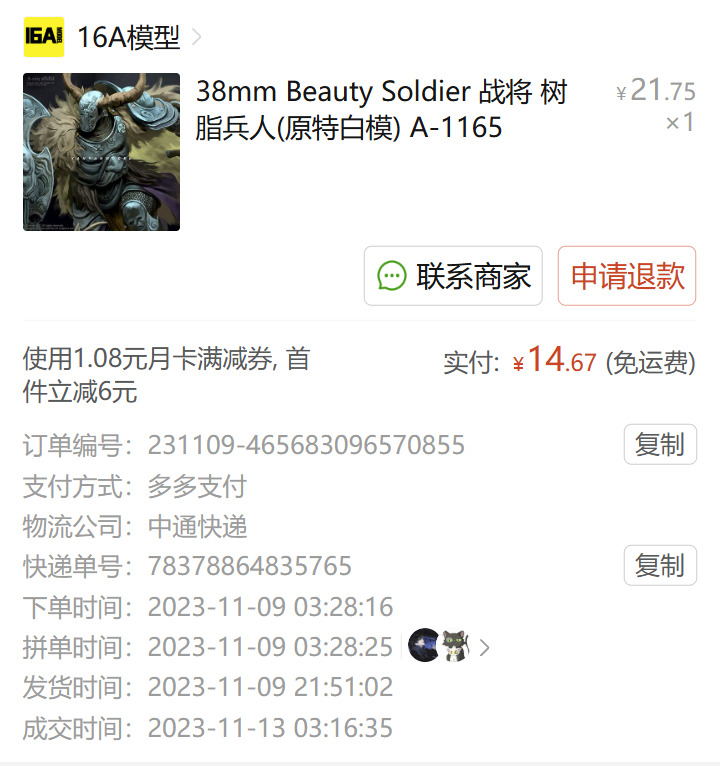 16A模型
38mm Beauty Soldier 战将 树
脂兵人(原特白模) A-1165
¥21.75
×1
联系商家
申请退款
使用1.08元月卡满减券, 首
件立减6元
实付: ¥14.67 (免运费)
订单编号: 231109-465683096570855
复制
支付方式: 多多支付
物流公司: 中通快递
快递单号: 78378864835765
复制
下单时间: 2023-11-09 03:28:16
拼单时间: 2023-11-09 03:28:25
发货时间: 2023-11-09 21:51:02
成交时间: 2023-11-13 03:16:35